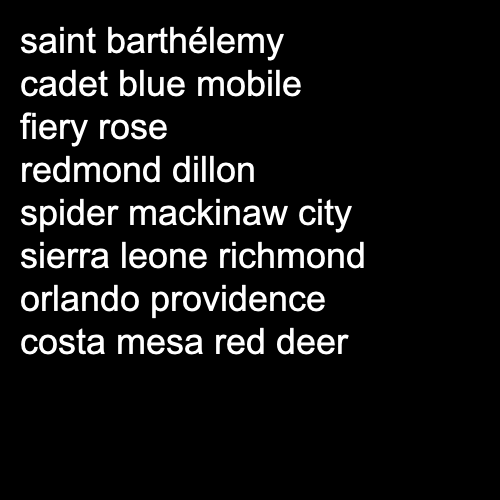 saint barthélemy
cadet blue mobile
fiery rose
redmond dillon
spider mackinaw city
sierra leone richmond
orlando providence
costa mesa red deer